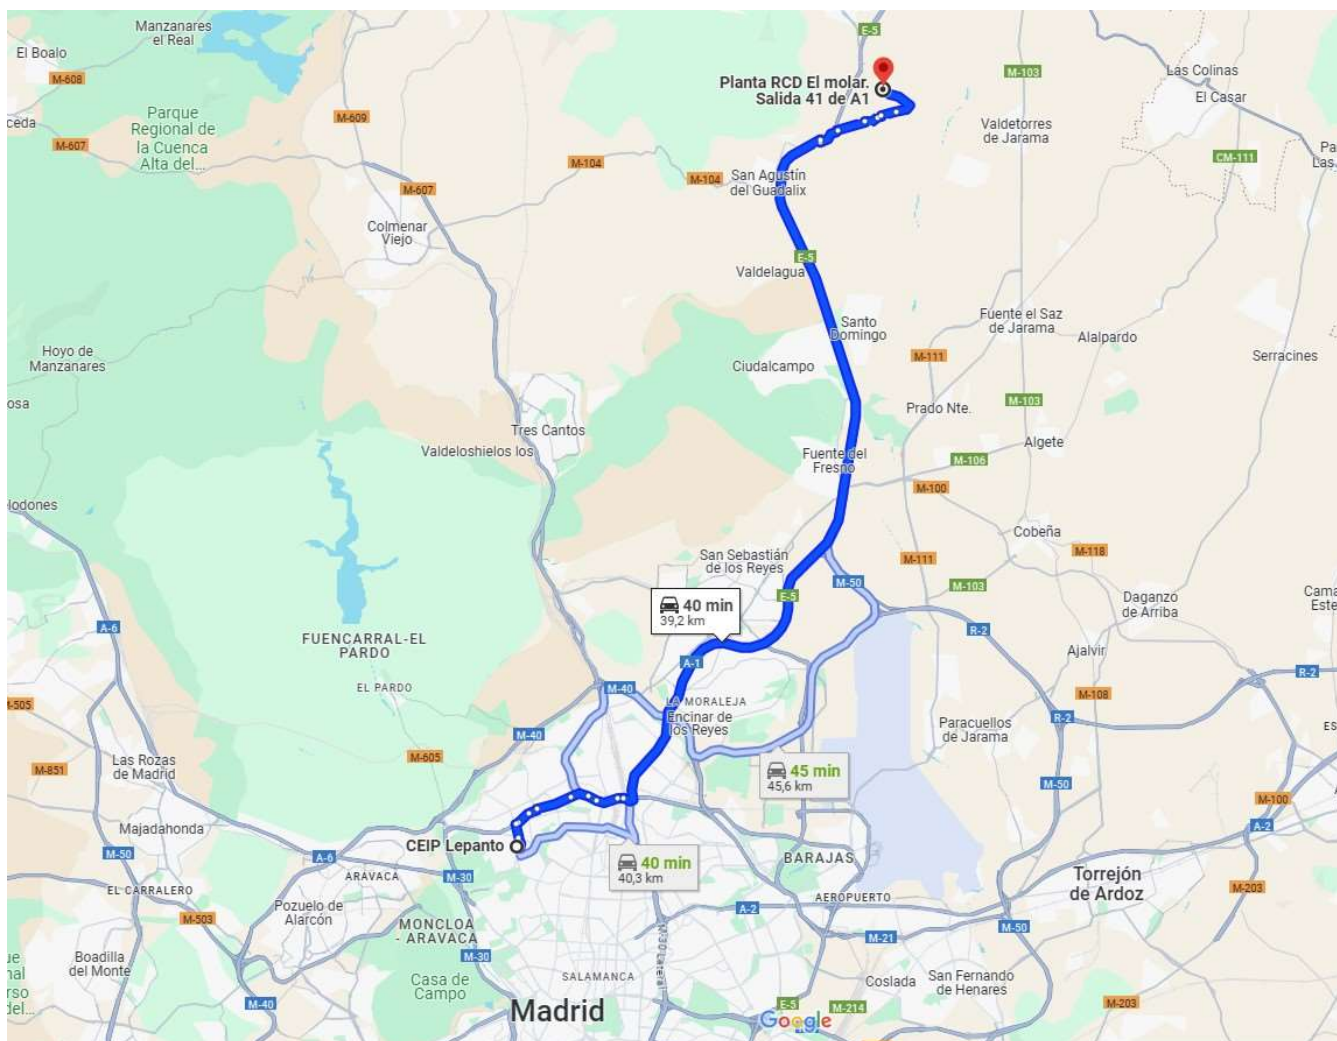 Manzanares
el Real
El Boalo
M-608
E-5
Planta RCD El molar.
Salida 41 de A1
M-103
Las Colinas
El Casar
ceda
Parque
Regional de
la Cuenca
Alta del...
M-609
M-607
Valdetorres
de Jarama
CM-111
Pa
Las
M-104
M-104
San Agustín
del Guadalix
M-607
Colmenar
Viejo
E-5
Valdelagua
Fuente el Saz
de Jarama
Santo
Domingo
Alalpardo
Hoyo de
Manzanares
M-111
Serracines
Ciudalcampo
osa
Prado Nte.
M-103
Tres Cantos
Valdeloshielos los
Algete
Fuente del
Fresno
M-106
M-100
elodones
Cobeña
San Sebastián
de los Reyes
M-118
M-111
M-50
M-103
E-5
Daganzo
de Arriba
Cama
Este
40 min
39,2 km
A-6
R-2
FUENCARRAL-EL
PARDO
Ajalvir
A-1
R-2
EL PARDO
M-40
M-108
M-505
LA MORALEJA
Encinar de
los Reyes
R-2
Paracuellos
de Jarama
ES
M-40
M-605
Las Rozas
de Madrid
M-851
45 min
45,6 km
M-50
M-100
Majadahonda
A-2
CEIP Lepanto
M-50
A-6
40 min
40,3 km
BARAJAS
ARAVACA
M-30
Torrejón
de Ardoz
EL CARRALERO
AEROPUERTO
M-203
Pozuelo de
Alarcón
A-2
M-503
MONCLOA
- ARAVACA
M-50
M-21
M-30
M-30 Lateral
Boadilla
del Monte
SALAMANCA
Casa de
Campo
Coslada
San Fernando
de Henares
M-40
Madrid
E-5
M-214
M-203
Google